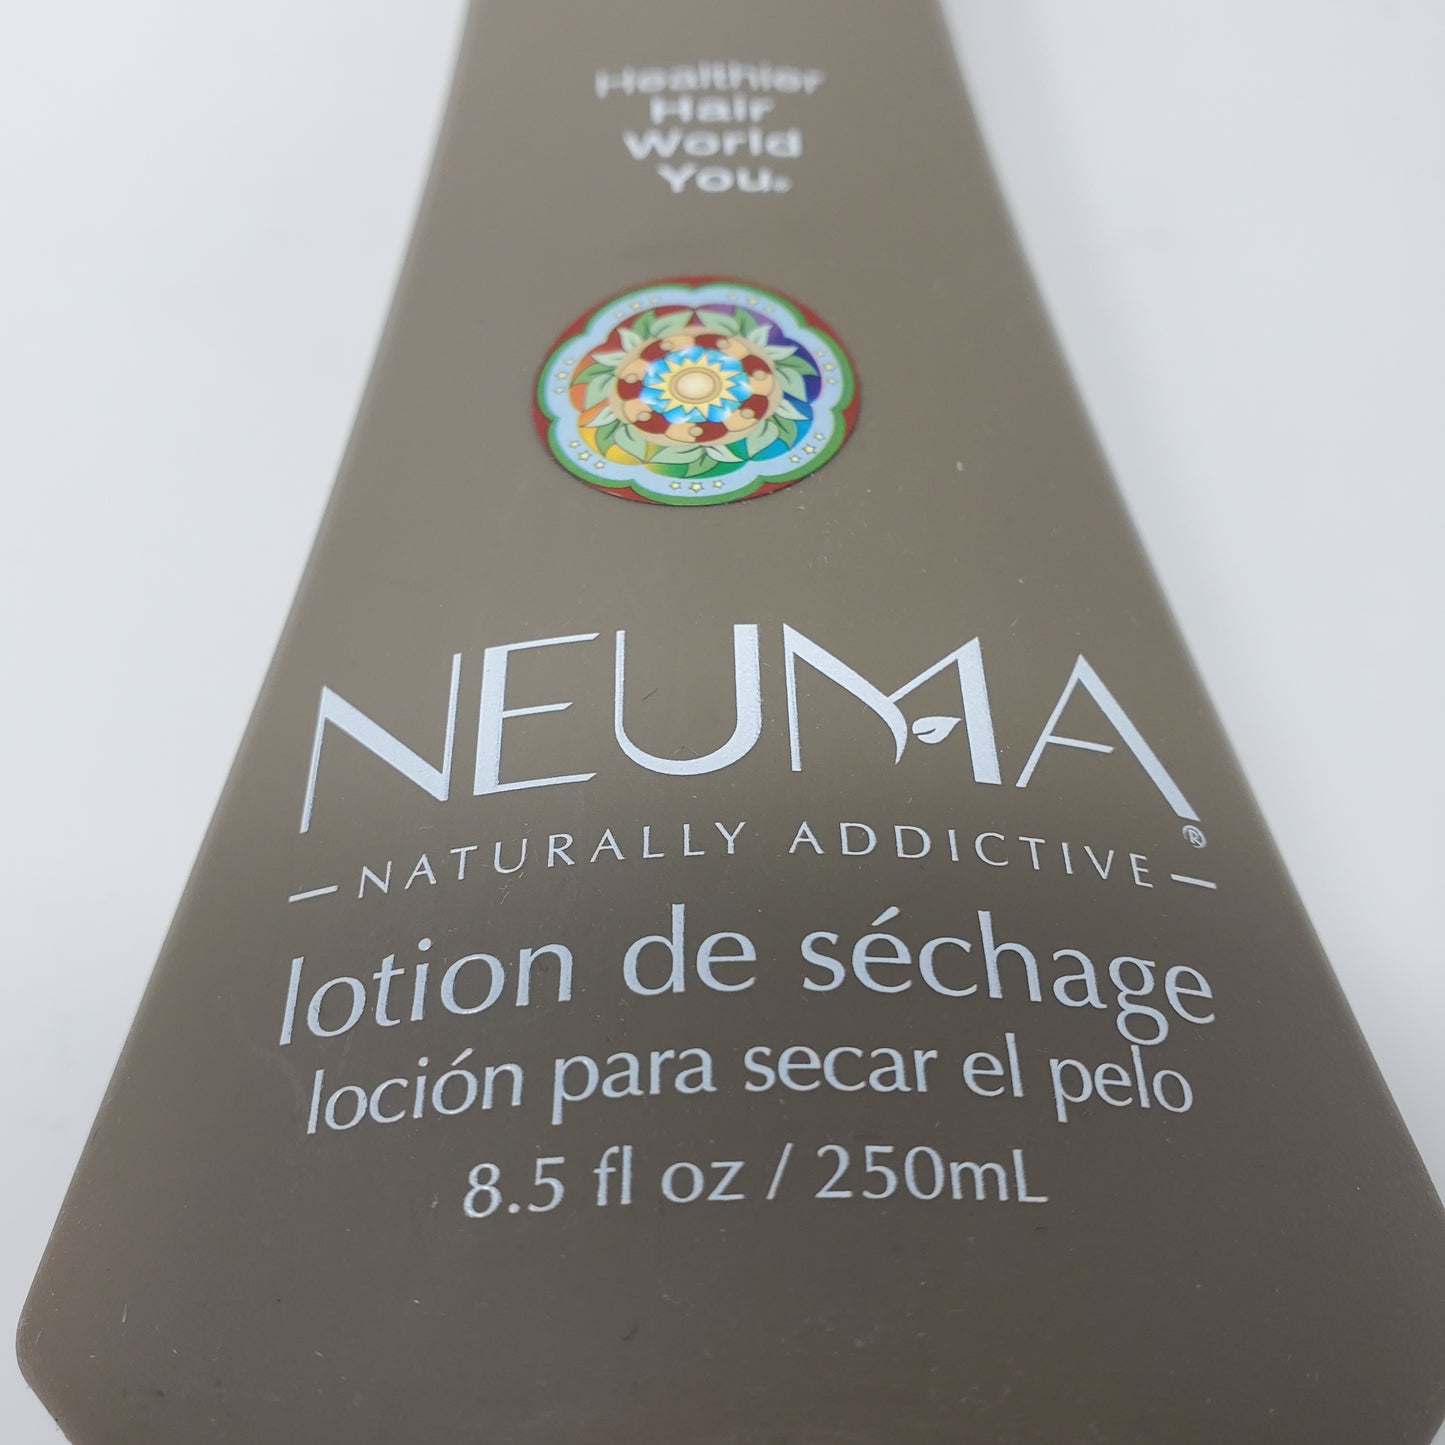 Healthier
Hair
World
You®
NEUMA®
—NATURALLY ADDICTIVE—
lotion de séchage
loción para secar el pelo
8.5 fl oz / 250mL